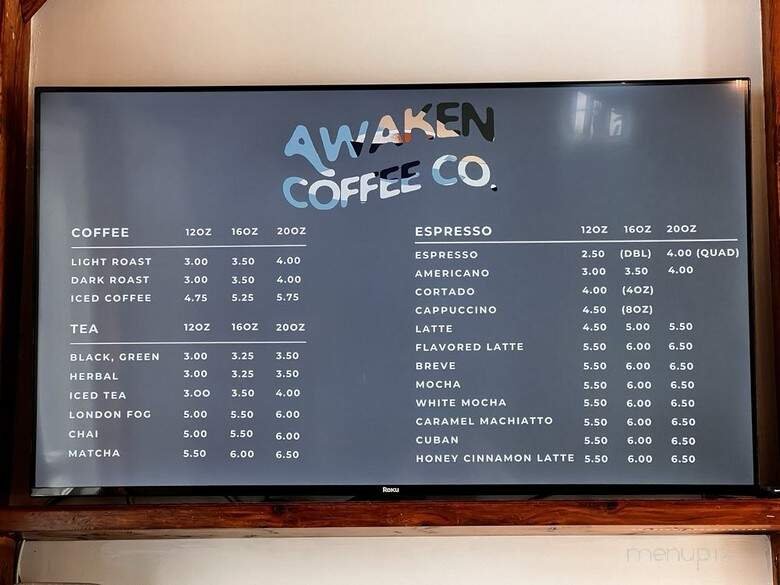 AWAKEN
COFFEE CO.
COFFEE 12OZ 16OZ 20OZ
LIGHT ROAST 3.00 3.50 4.00
DARK ROAST 3.00 3.50 4.00
ICED COFFEE 4.75 5.25 5.75
TEA 12OZ 16OZ 20OZ
BLACK, GREEN 3.00 3.25 3.50
HERBAL 3.00 3.25 3.50
ICED TEA 3.OO 3.50 4.00
LONDON FOG 5.00 5.50 6.00
CHAI 5.00 5.50 6.00
MATCHA 5.50 6.00 6.50
ESPRESSO 12OZ 16OZ 20OZ
ESPRESSO 2.50 (DBL) 4.00 (QUAD)
AMERICANO 3.00 3.50 4.00
CORTADO 4.00 (4OZ)
CAPPUCCINO 4.50 (8OZ)
LATTE 4.50 5.00 5.50
FLAVORED LATTE 5.50 6.00 6.50
BREVE 5.50 6.00 6.50
MOCHA 5.50 6.00 6.50
WHITE MOCHA 5.50 6.00 6.50
CARAMEL MACHIATTO 5.50 6.00 6.50
CUBAN 5.50 6.00 6.50
HONEY CINNAMON LATTE 5.50 6.00 6.50
Roku